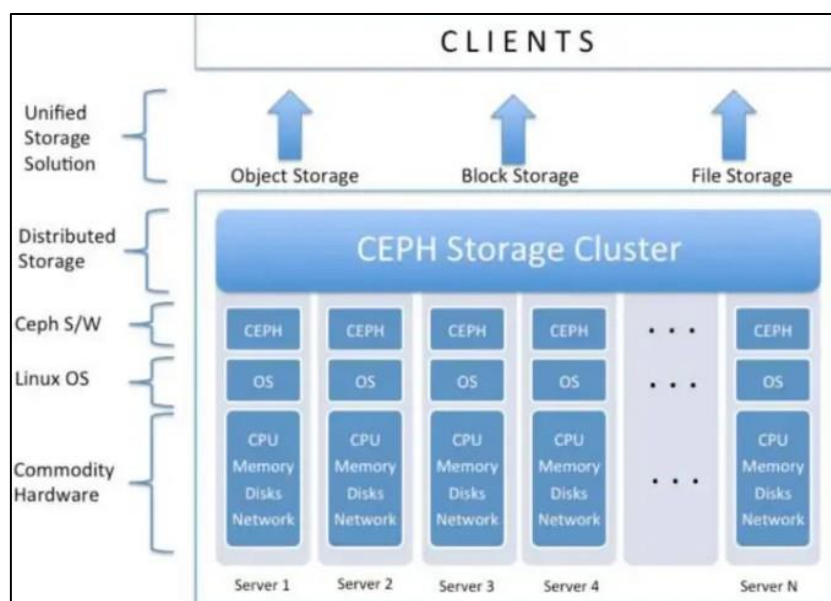 CLIENTS
Unified
Storage
Solution
Object Storage
Block Storage
File Storage
Distributed
Storage
CEPH Storage Cluster
Ceph S/W
CEPH
CEPH
CEPH
CEPH
. . .
CEPH
Linux OS
OS
OS
OS
OS
. . .
OS
Commodity
Hardware
CPU
Memory
Disks
Network
CPU
Memory
Disks
Network
CPU
Memory
Disks
Network
CPU
Memory
Disks
Network
. . .
CPU
Memory
Disks
Network
Server 1
Server 2
Server 3
Server 4
Server N